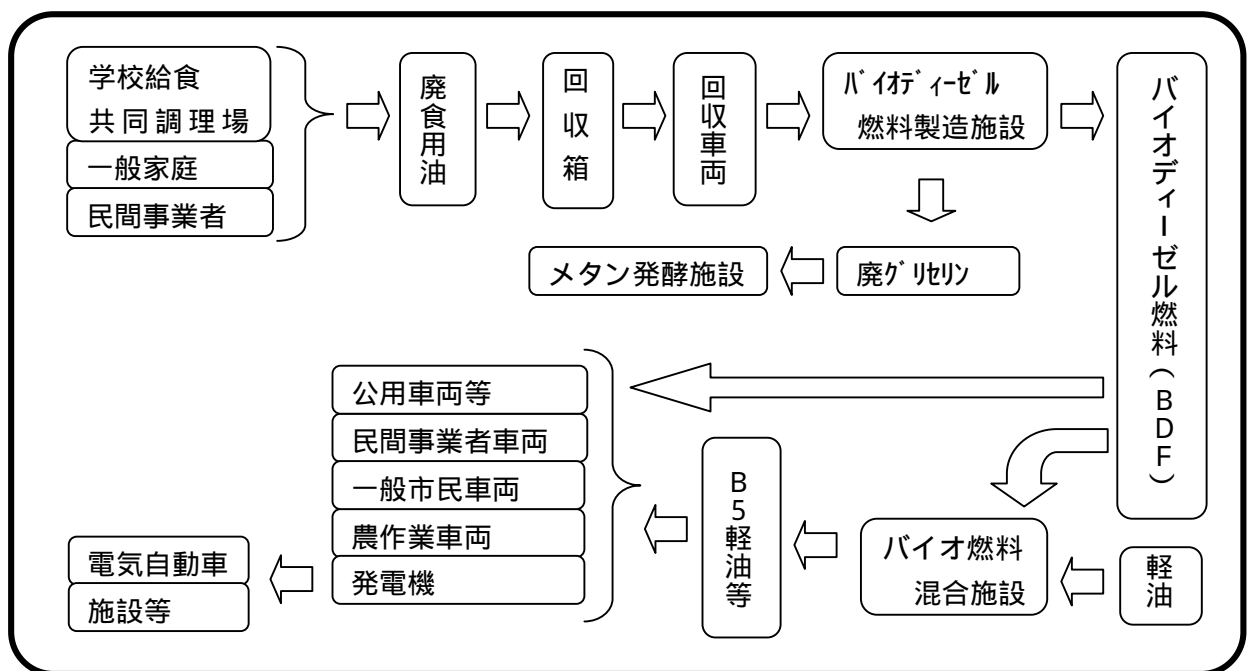 学校給食
共同調理場
一般家庭
民間事業者
廃食用油
回収箱
回収車両
ﾊﾞｲｵﾃﾞｨｰｾﾞﾙ
燃料製造施設
バイオディーゼル燃料（BDF）
メタン発酵施設
廃ｸﾞﾘｾﾘﾝ
公用車両等
民間事業者車両
一般市民車両
農作業車両
発電機
B5軽油等
バイオ燃料
混合施設
軽油
電気自動車
施設等